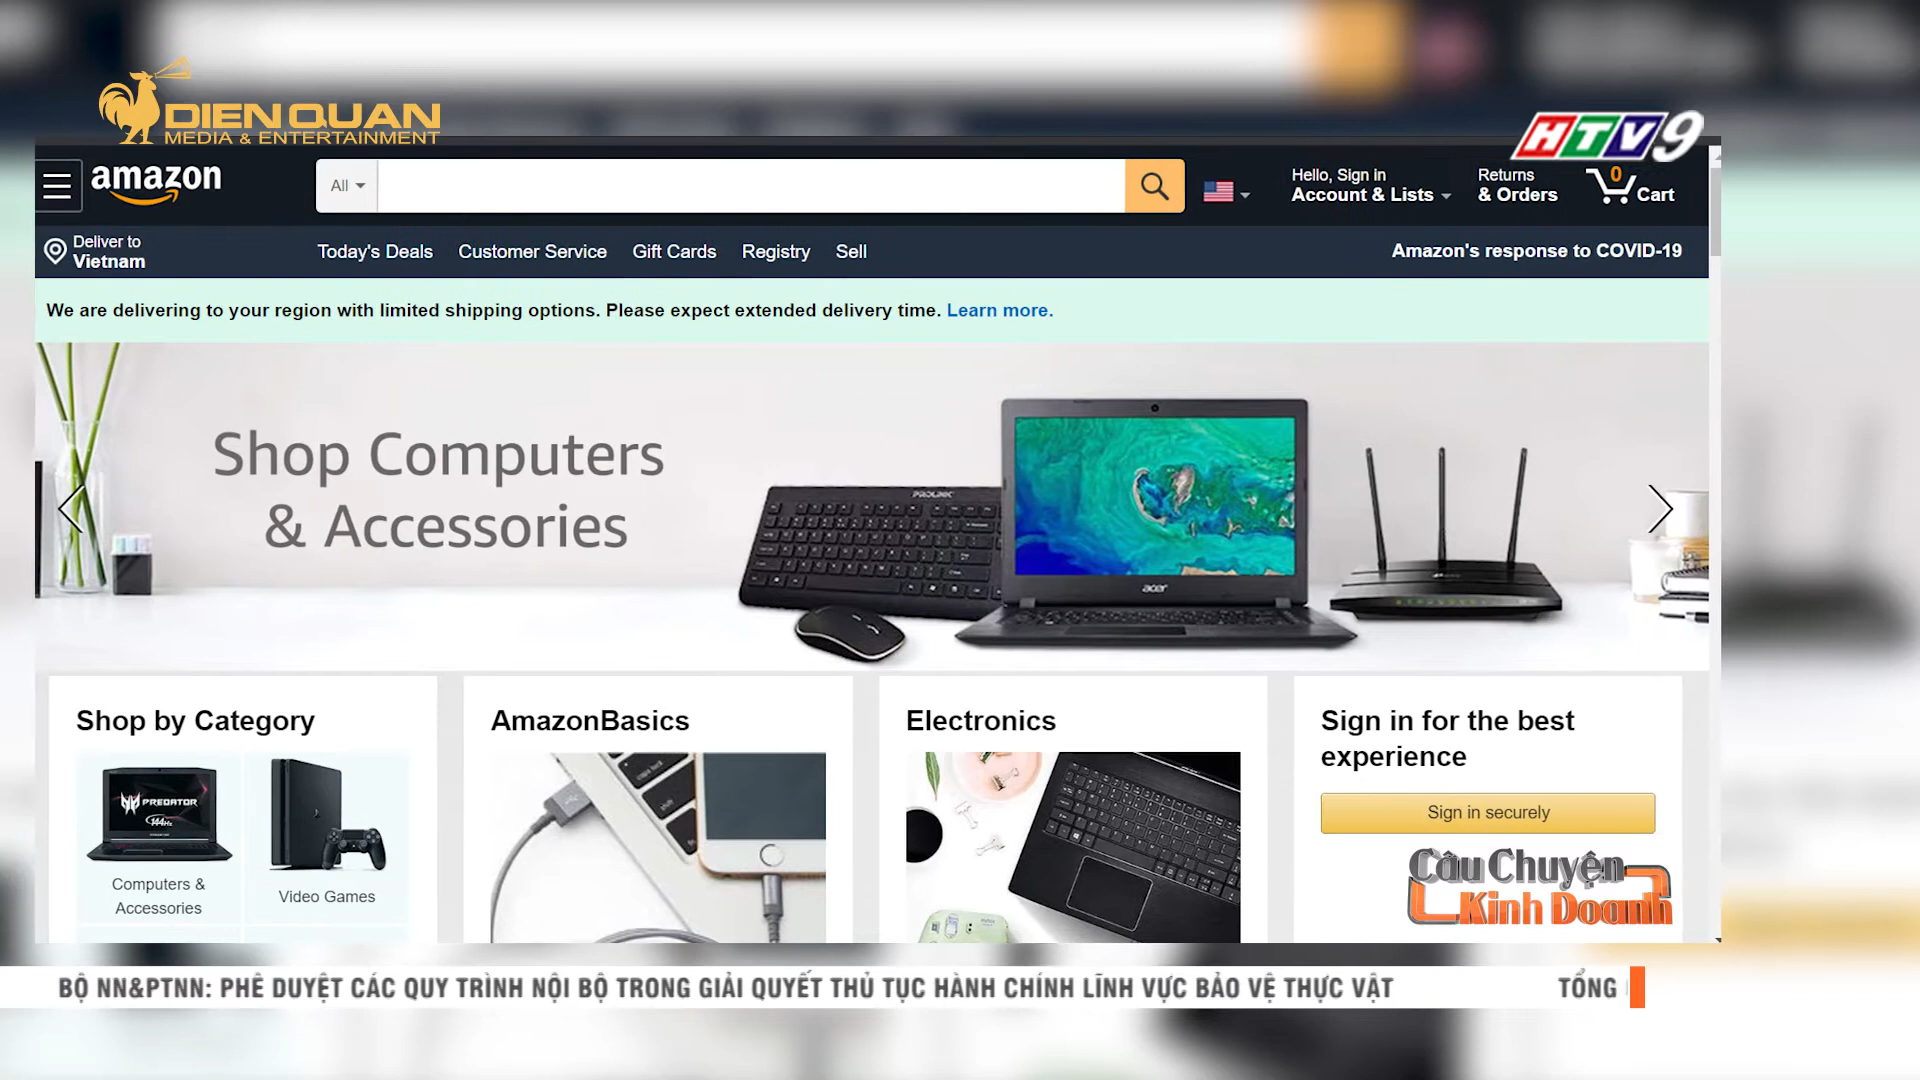 DIEN QUAN
MEDIA & ENTERTAINMENT
HTV9
amazon
All
Hello, Sign in
Account & Lists
Returns
& Orders
0
Cart
Deliver to
Vietnam
Today's Deals
Customer Service
Gift Cards
Registry
Sell
Amazon's response to COVID-19
We are delivering to your region with limited shipping options. Please expect extended delivery time. Learn more.
Shop Computers
& Accessories
PROLINK
acer
Shop by Category
AmazonBasics
Electronics
Sign in for the best
experience
PREDATOR
144Hz
caps lock
shift
Sign in securely
Computers &
Accessories
Video Games
Câu Chuyện
Kinh Doanh
BỘ NN&PTNN: PHÊ DUYỆT CÁC QUY TRÌNH NỘI BỘ TRONG GIẢI QUYẾT THỦ TỤC HÀNH CHÍNH LĨNH VỰC BẢO VỆ THỰC VẬT
TỔNG